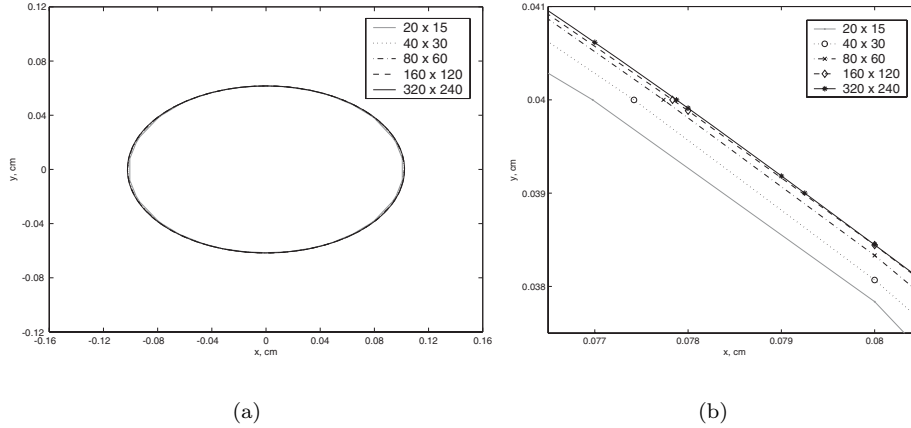 0.12
0.08
0.04
0
-0.04
-0.08
-0.12
-0.16 -0.12 -0.08 -0.04 0 0.04 0.08 0.12 0.16
x, cm
y, cm
20 x 15
40 x 30
80 x 60
160 x 120
320 x 240
(a)
0.041
0.04
0.039
0.038
0.077 0.078 0.079 0.08
x, cm
y, cm
20 x 15
40 x 30
80 x 60
160 x 120
320 x 240
(b)